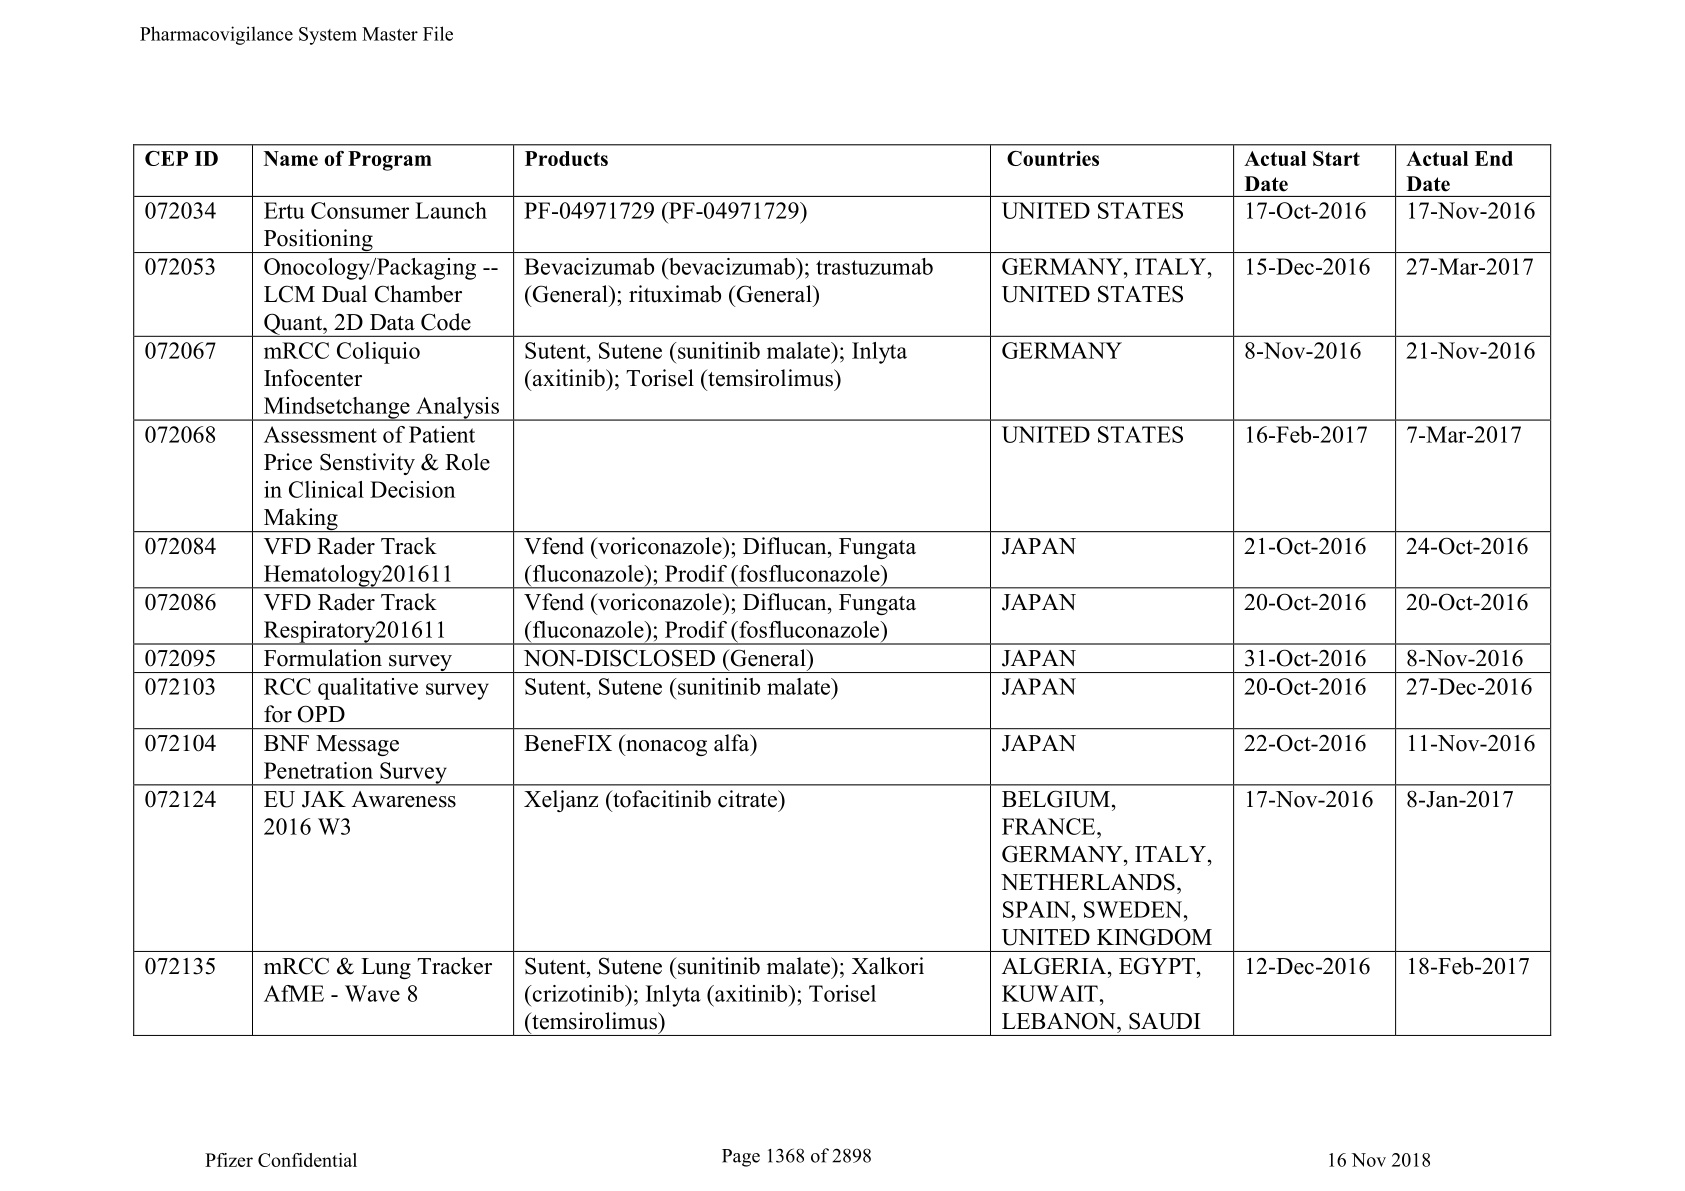 Pharmacovigilance System Master File
CEP ID Name of Program Products Countries Actual Start Date Actual End Date
072034 Ertu Consumer Launch Positioning PF-04971729 (PF-04971729) UNITED STATES 17-Oct-2016 17-Nov-2016
072053 Onocology/Packaging -- LCM Dual Chamber Quant, 2D Data Code Bevacizumab (bevacizumab); trastuzumab (General); rituximab (General) GERMANY, ITALY, UNITED STATES 15-Dec-2016 27-Mar-2017
072067 mRCC Coliquio Infocenter Mindsetchange Analysis Sutent, Sutene (sunitinib malate); Inlyta (axitinib); Torisel (temsirolimus) GERMANY 8-Nov-2016 21-Nov-2016
072068 Assessment of Patient Price Senstivity & Role in Clinical Decision Making UNITED STATES 16-Feb-2017 7-Mar-2017
072084 VFD Rader Track Hematology201611 Vfend (voriconazole); Diflucan, Fungata (fluconazole); Prodif (fosfluconazole) JAPAN 21-Oct-2016 24-Oct-2016
072086 VFD Rader Track Respiratory201611 Vfend (voriconazole); Diflucan, Fungata (fluconazole); Prodif (fosfluconazole) JAPAN 20-Oct-2016 20-Oct-2016
072095 Formulation survey NON-DISCLOSED (General) JAPAN 31-Oct-2016 8-Nov-2016
072103 RCC qualitative survey for OPD Sutent, Sutene (sunitinib malate) JAPAN 20-Oct-2016 27-Dec-2016
072104 BNF Message Penetration Survey BeneFIX (nonacog alfa) JAPAN 22-Oct-2016 11-Nov-2016
072124 EU JAK Awareness 2016 W3 Xeljanz (tofacitinib citrate) BELGIUM, FRANCE, GERMANY, ITALY, NETHERLANDS, SPAIN, SWEDEN, UNITED KINGDOM 17-Nov-2016 8-Jan-2017
072135 mRCC & Lung Tracker AfME - Wave 8 Sutent, Sutene (sunitinib malate); Xalkori (crizotinib); Inlyta (axitinib); Torisel (temsirolimus) ALGERIA, EGYPT, KUWAIT, LEBANON, SAUDI 12-Dec-2016 18-Feb-2017
Pfizer Confidential Page 1368 of 2898 16 Nov 2018